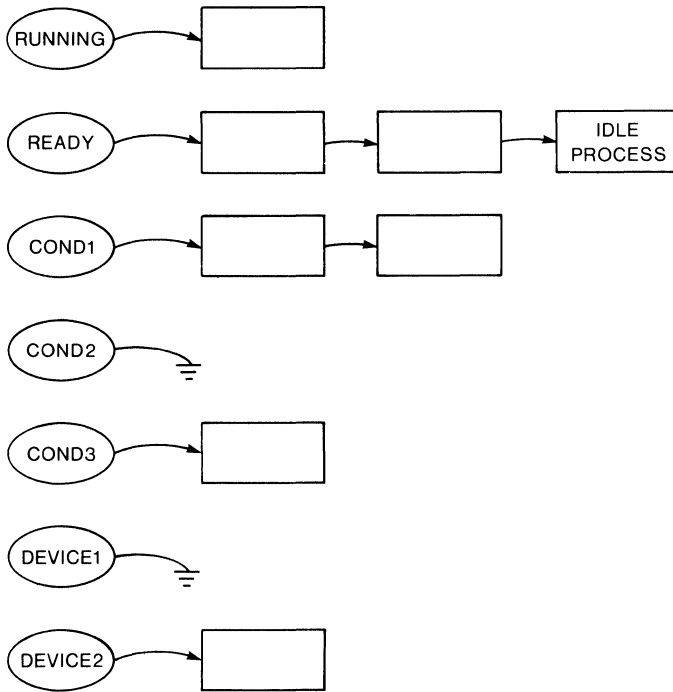 RUNNING
READY
IDLE
PROCESS
COND1
COND2
COND3
DEVICE1
DEVICE2